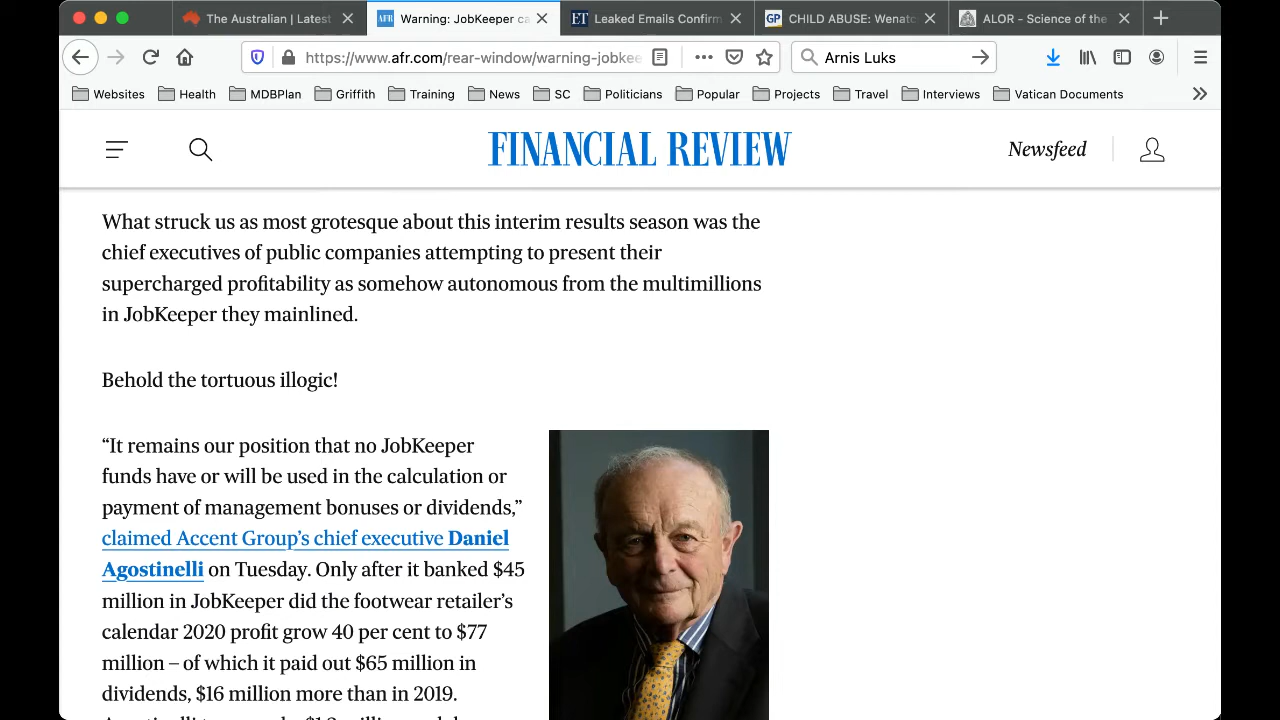 The Australian | Latest
Warning: JobKeeper ca
ET
Leaked Emails Confirm
GP
CHILD ABUSE: Wenatc
ALOR - Science of the
https://www.afr.com/rear-window/warning-jobkee
Arnis Luks
Websites
Health
MDBPlan
Griffith
Training
News
SC
Politicians
Popular
Projects
Travel
Interviews
Vatican Documents
FINANCIAL REVIEW
Newsfeed
What struck us as most grotesque about this interim results season was the
chief executives of public companies attempting to present their
supercharged profitability as somehow autonomous from the multimillions
in JobKeeper they mainlined.
Behold the tortuous illogic!
“It remains our position that no JobKeeper
funds have or will be used in the calculation or
payment of management bonuses or dividends,”
claimed Accent Group’s chief executive Daniel
Agostinelli on Tuesday. Only after it banked $45
million in JobKeeper did the footwear retailer’s
calendar 2020 profit grow 40 per cent to $77
million – of which it paid out $65 million in
dividends, $16 million more than in 2019.